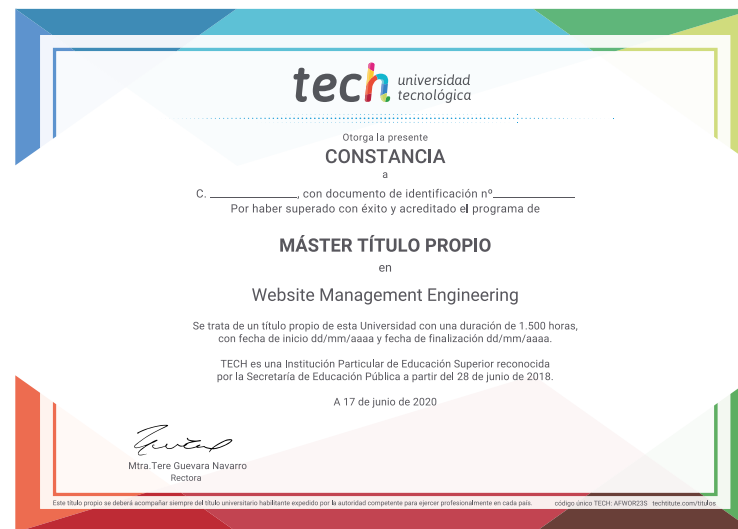 tech universidad
tecnológica
Otorga la presente
CONSTANCIA
a
C. ______________, con documento de identificación nº____________
Por haber superado con éxito y acreditado el programa de
MÁSTER TÍTULO PROPIO
en
Website Management Engineering
Se trata de un título propio de esta Universidad con una duración de 1.500 horas,
con fecha de inicio dd/mm/aaaa y fecha de finalización dd/mm/aaaa.
TECH es una Institución Particular de Educación Superior reconocida
por la Secretaría de Educación Pública a partir del 28 de junio de 2018.
A 17 de junio de 2020
Mtra.Tere Guevara Navarro
Rectora
Este título propio se deberá acompañar siempre del título universitario habilitante expedido por la autoridad competente para ejercer profesionalmente en cada país. código único TECH: AFWOR23S techtitute.com/titulos